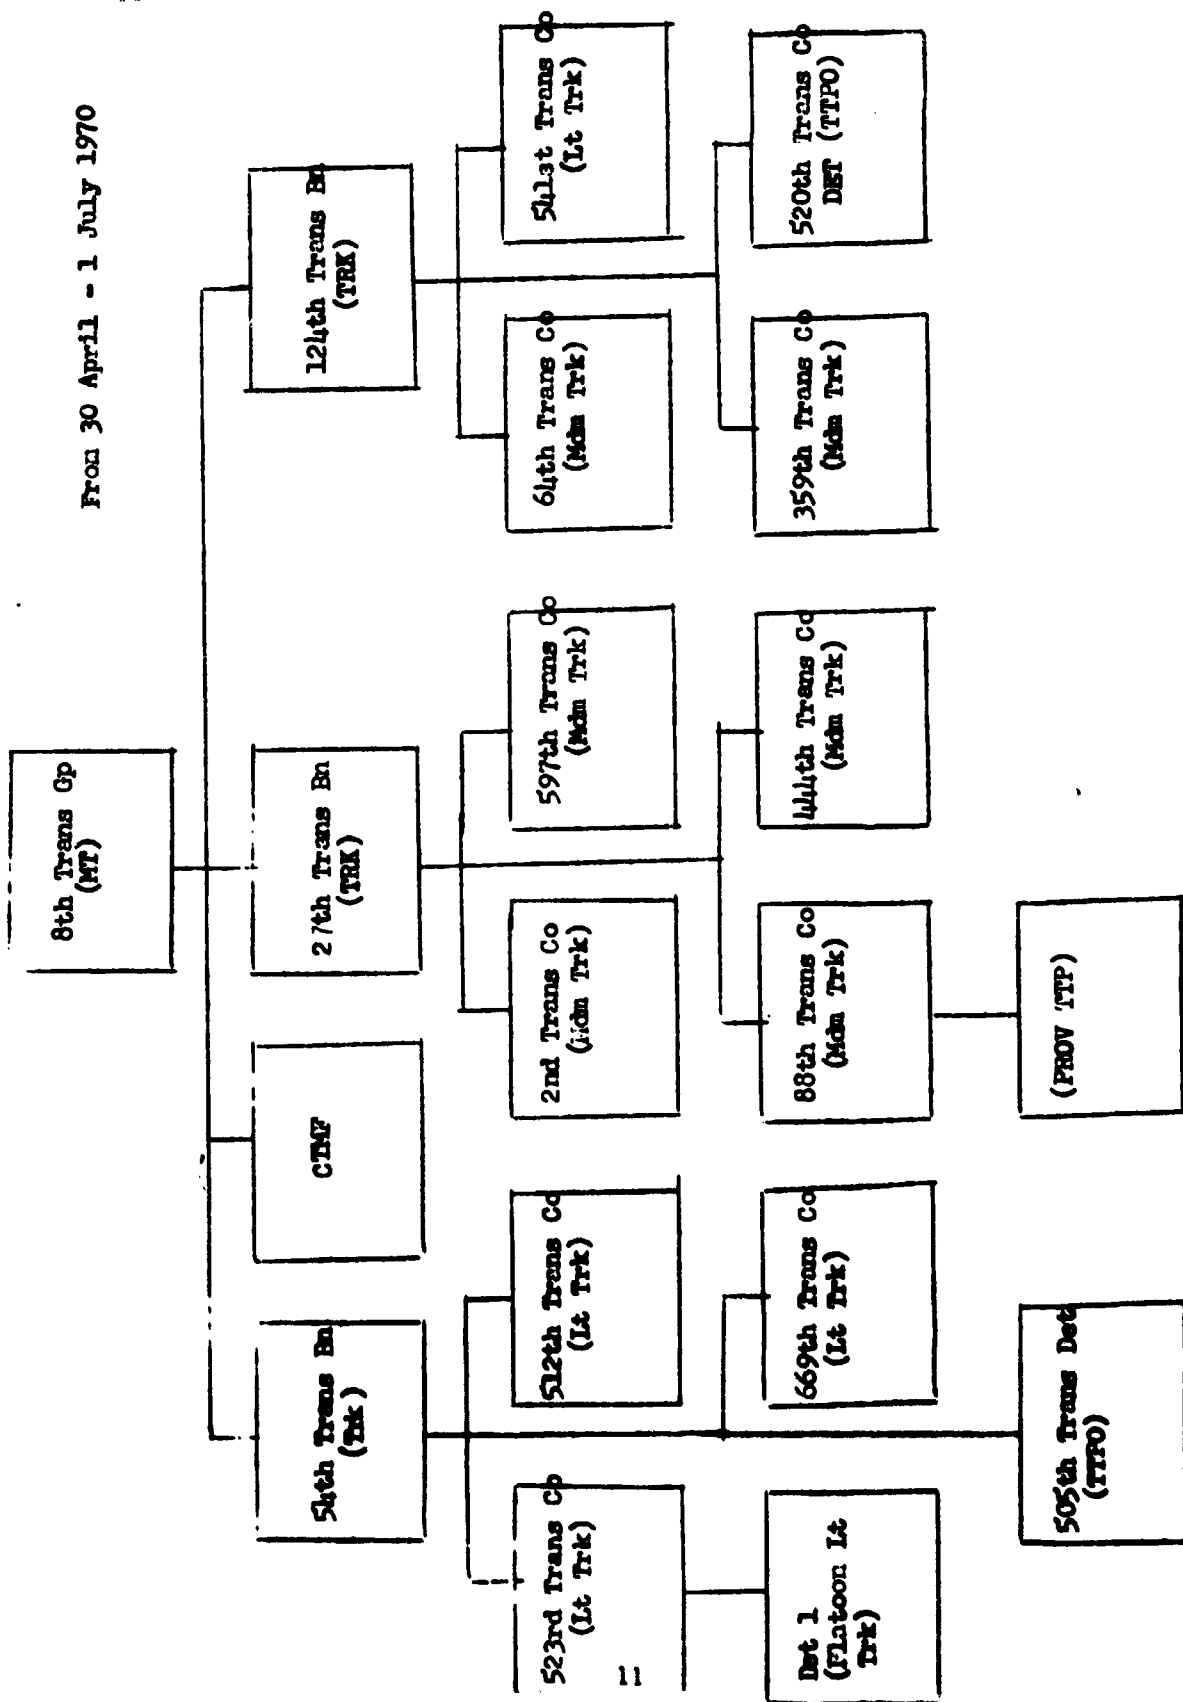 From 30 April - 1 July 1970
8th Trans Gp
(MT)
54th Trans Bn
(Trk)
CTMF
27th Trans Bn
(TRK)
124th Trans Bn
(TRK)
523rd Trans Co
(Lt Trk)
512th Trans Co
(Lt Trk)
2nd Trans Co
(Mdm Trk)
597th Trans Co
(Mdm Trk)
64th Trans Co
(Mdm Trk)
541st Trans Co
(Lt Trk)
Det 1
(Platoon Lt
Trk)
669th Trans Co
(Lt Trk)
88th Trans Co
(Mdm Trk)
444th Trans Co
(Mdm Trk)
359th Trans Co
(Mdm Trk)
520th Trans Co
DET (TTPO)
505th Trans Det
(TTPO)
(PROV TTP)
11